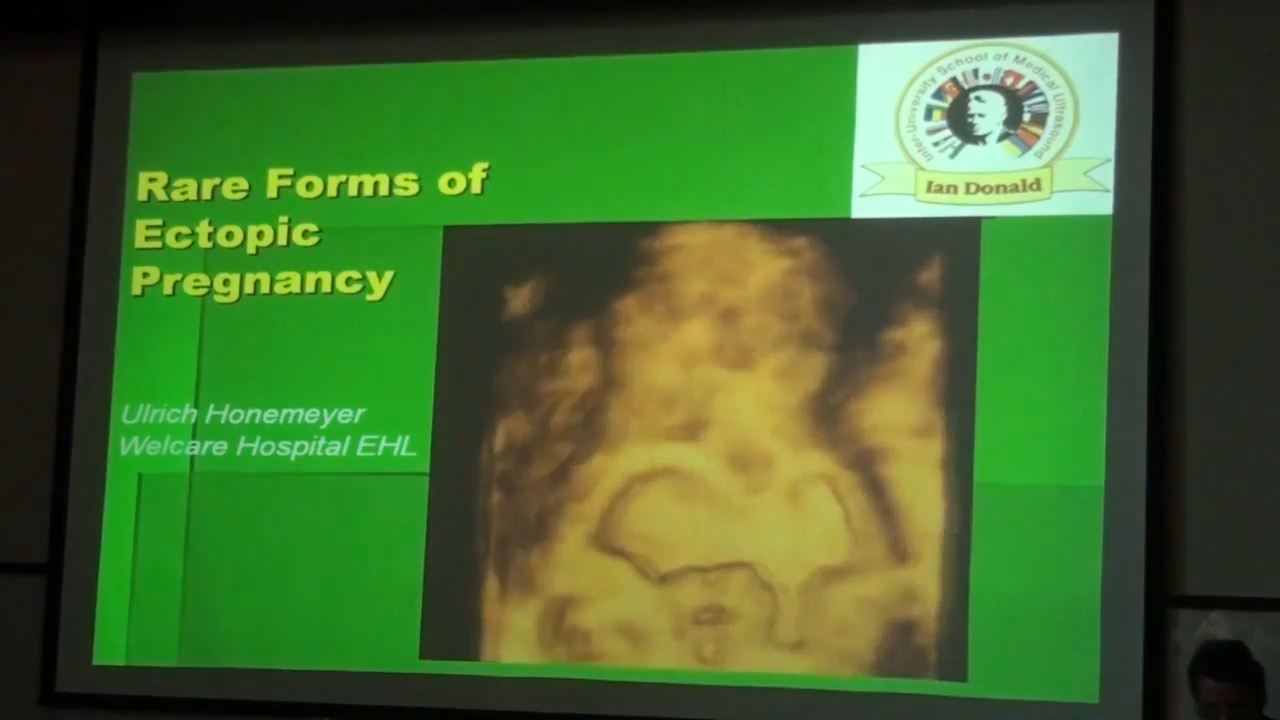 Rare Forms of
Ectopic
Pregnancy
Ulrich Honemeyer
Welcare Hospital EHL
Inter-University School of Medical Ultrasound
Ian Donald